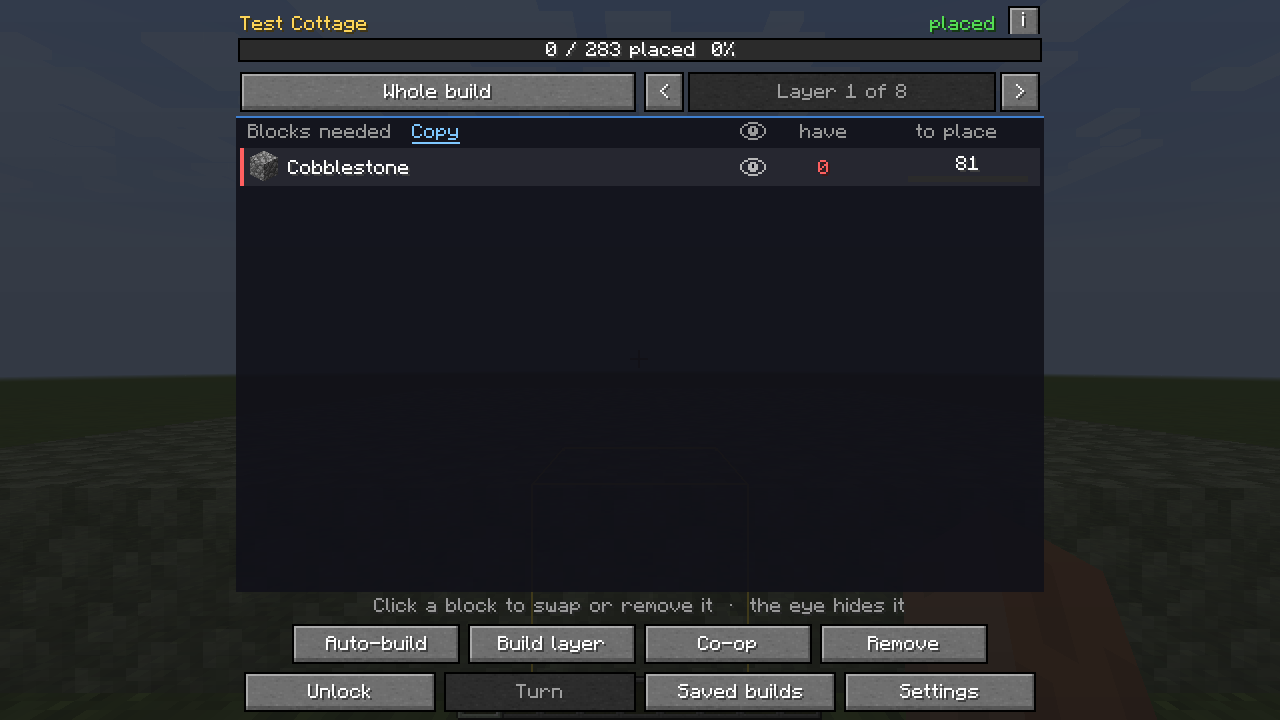 Test Cottage placed i
0 / 283 placed 0%
Whole build < Layer 1 of 8 >
Blocks needed Copy have to place
Cobblestone 0 81
Click a block to swap or remove it · the eye hides it
Auto-build Build layer Co-op Remove
Unlock Turn Saved builds Settings